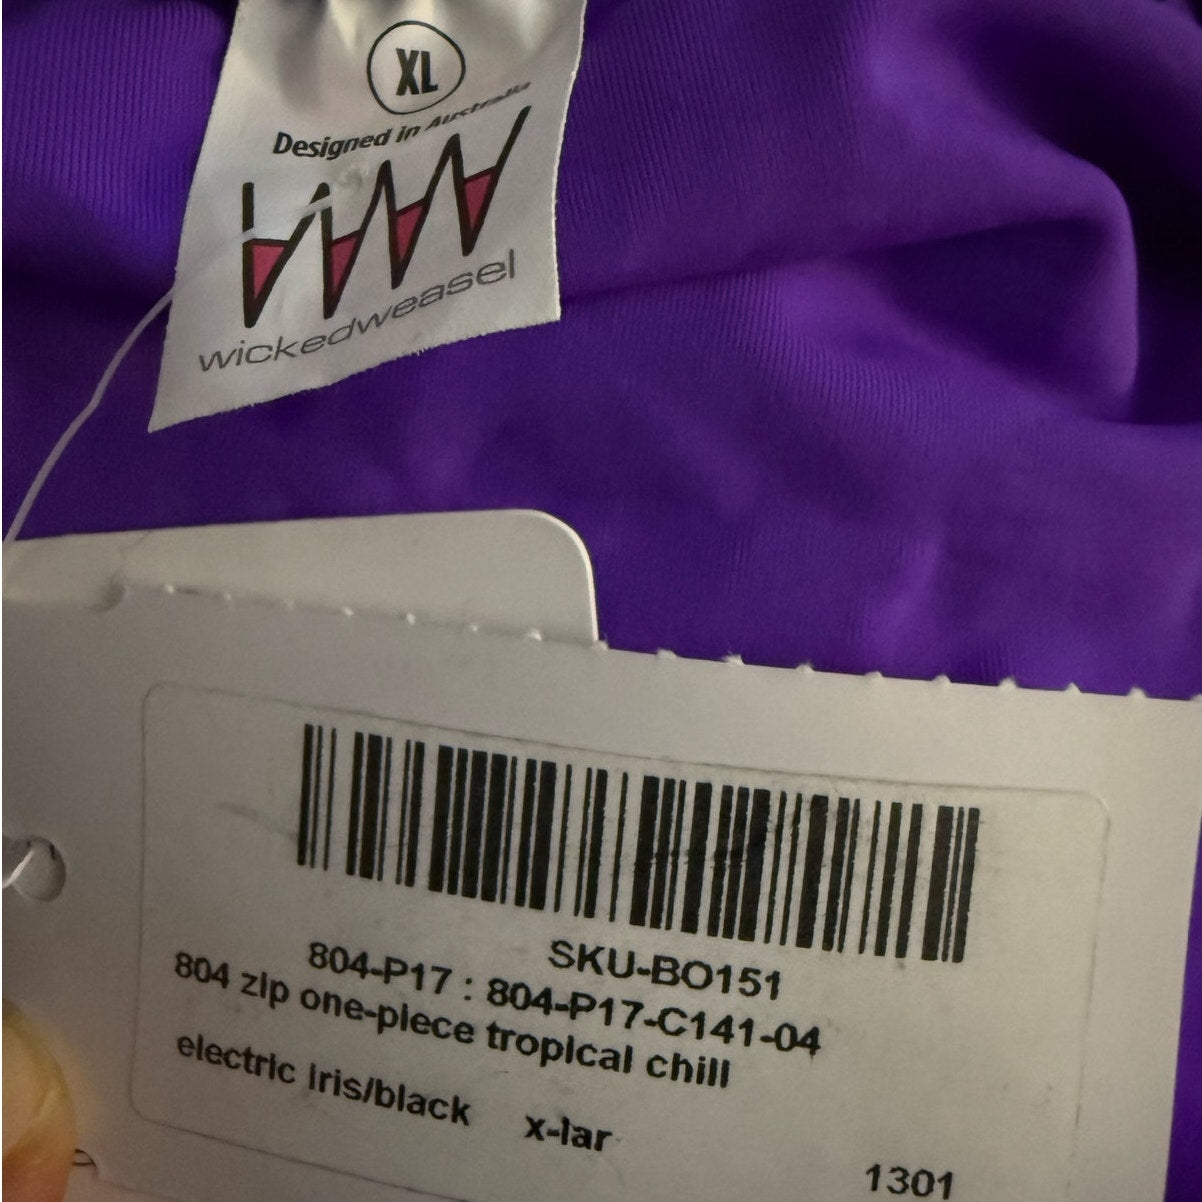 XL
Designed in Australia
wickedweasel
SKU-BO151
804-P17 : 804-P17-C141-04
804 zip one-piece tropical chill
electric iris/black x-lar
1301